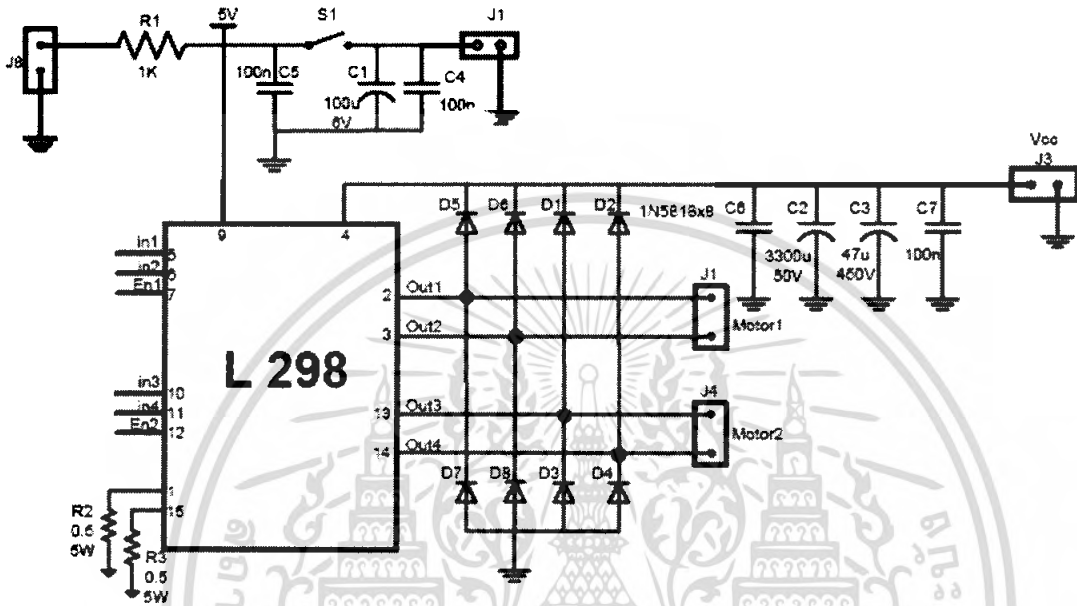 5V
S1
J1
R1
J8
1K
100n C5
C1
C4
100u
6V
100n
Vcc
J3
D5
D6
D1
D2
1N5818x8
C6
C2
C3
C7
3300u
50V
47u
450V
100n
9
4
In1
5
In2
6
En1
7
2
Out1
3
Out2
J1
Motor1
L 298
In3
10
In4
11
En2
12
13
Out3
14
Out4
J4
Motor2
D7
D8
D3
D4
1
15
R2
0.5
5W
R3
0.5
5W